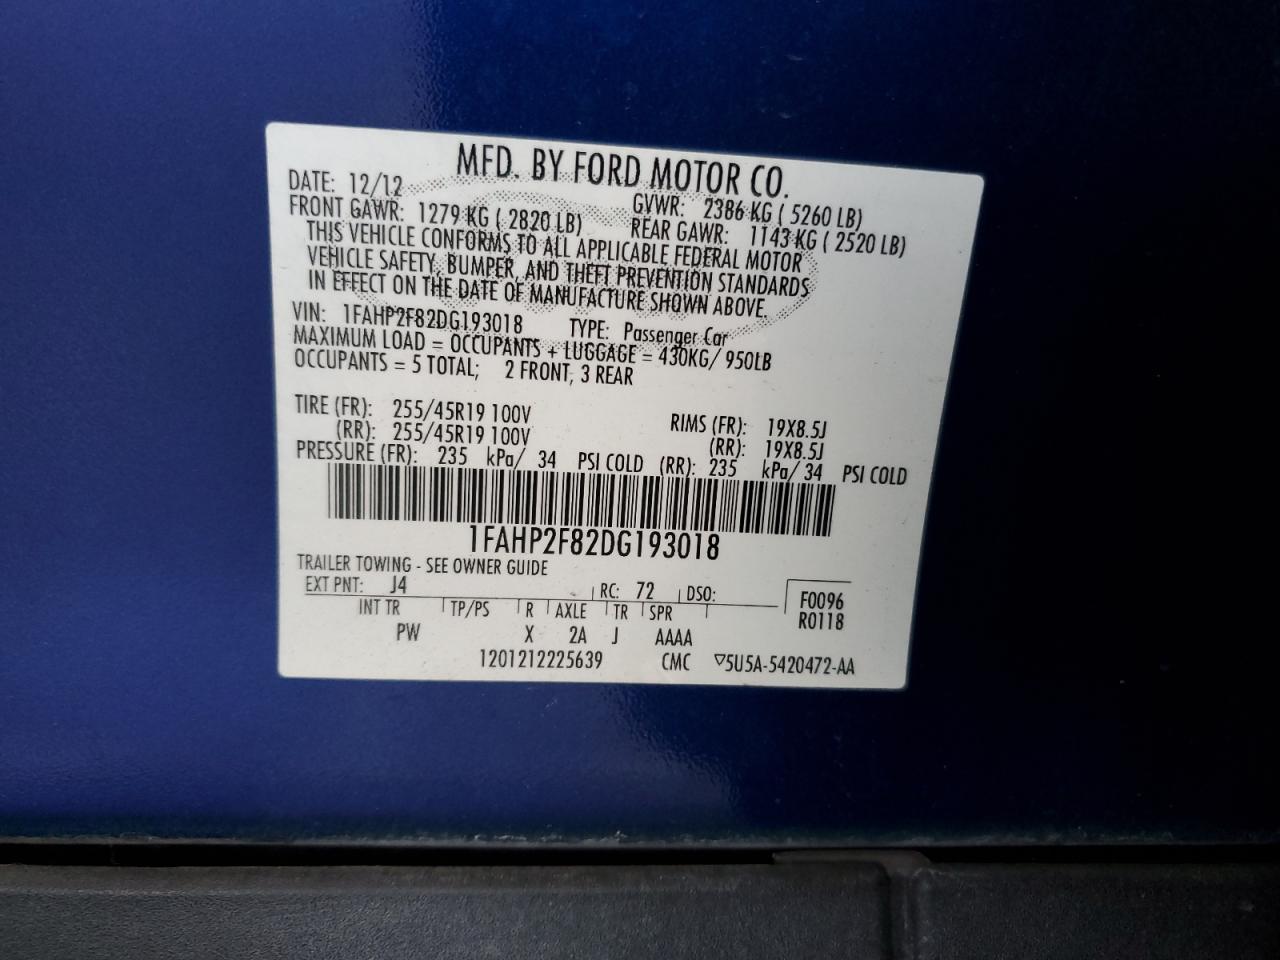 MFD. BY FORD MOTOR CO.
DATE: 12/12 GVWR: 2386 KG ( 5260 LB)
FRONT GAWR: 1279 KG ( 2820 LB) REAR GAWR: 1143 KG ( 2520 LB)
THIS VEHICLE CONFORMS TO ALL APPLICABLE FEDERAL MOTOR
VEHICLE SAFETY, BUMPER, AND THEFT PREVENTION STANDARDS
IN EFFECT ON THE DATE OF MANUFACTURE SHOWN ABOVE.
VIN: 1FAHP2F82DG193018 TYPE: Passenger Car
MAXIMUM LOAD = OCCUPANTS + LUGGAGE = 430KG/ 950LB
OCCUPANTS = 5 TOTAL; 2 FRONT, 3 REAR
TIRE (FR): 255/45R19 100V RIMS (FR): 19X8.5J
(RR): 255/45R19 100V (RR): 19X8.5J
PRESSURE (FR): 235 kPa/ 34 PSI COLD (RR): 235 kPa/ 34 PSI COLD
1FAHP2F82DG193018
TRAILER TOWING - SEE OWNER GUIDE
EXT PNT: J4 RC: 72 DSO: F0096
INT TR TP/PS R AXLE TR SPR R0118
PW X 2A J AAAA
1201212225639 CMC ▽5U5A-5420472-AA